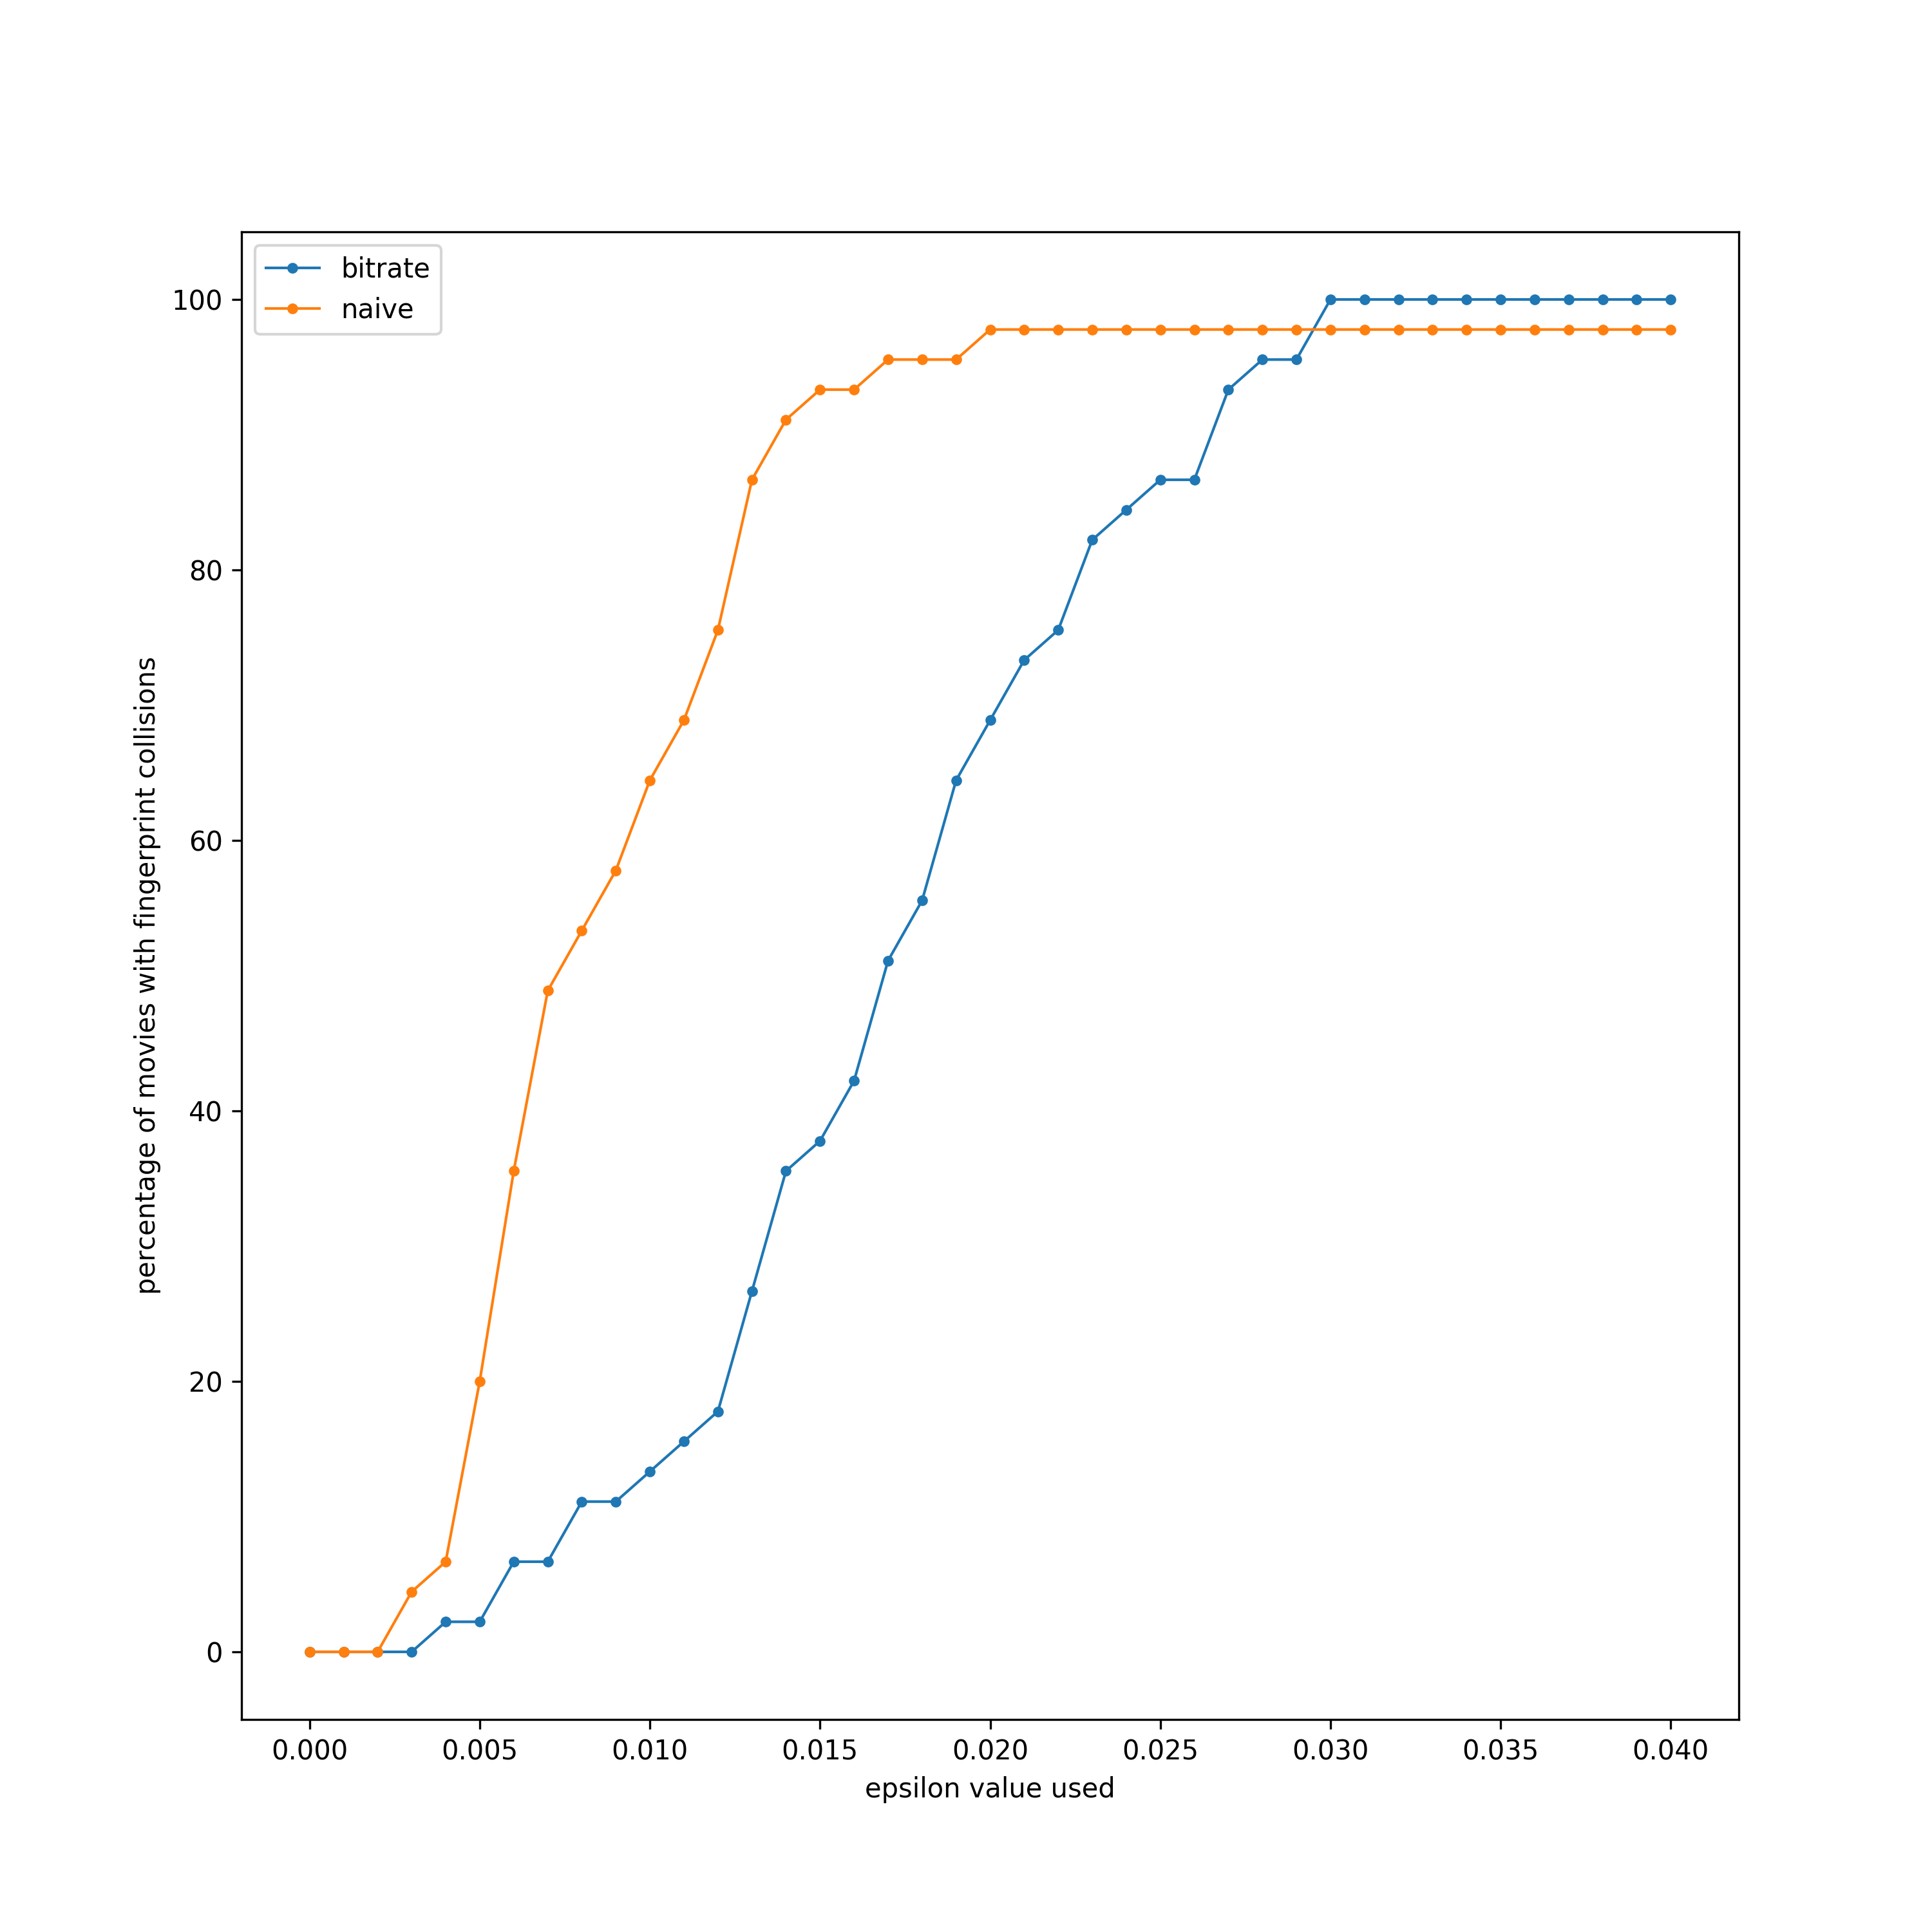 bitrate
naive
100
80
60
40
20
0
percentage of movies with fingerprint collisions
0.000 0.005 0.010 0.015 0.020 0.025 0.030 0.035 0.040
epsilon value used